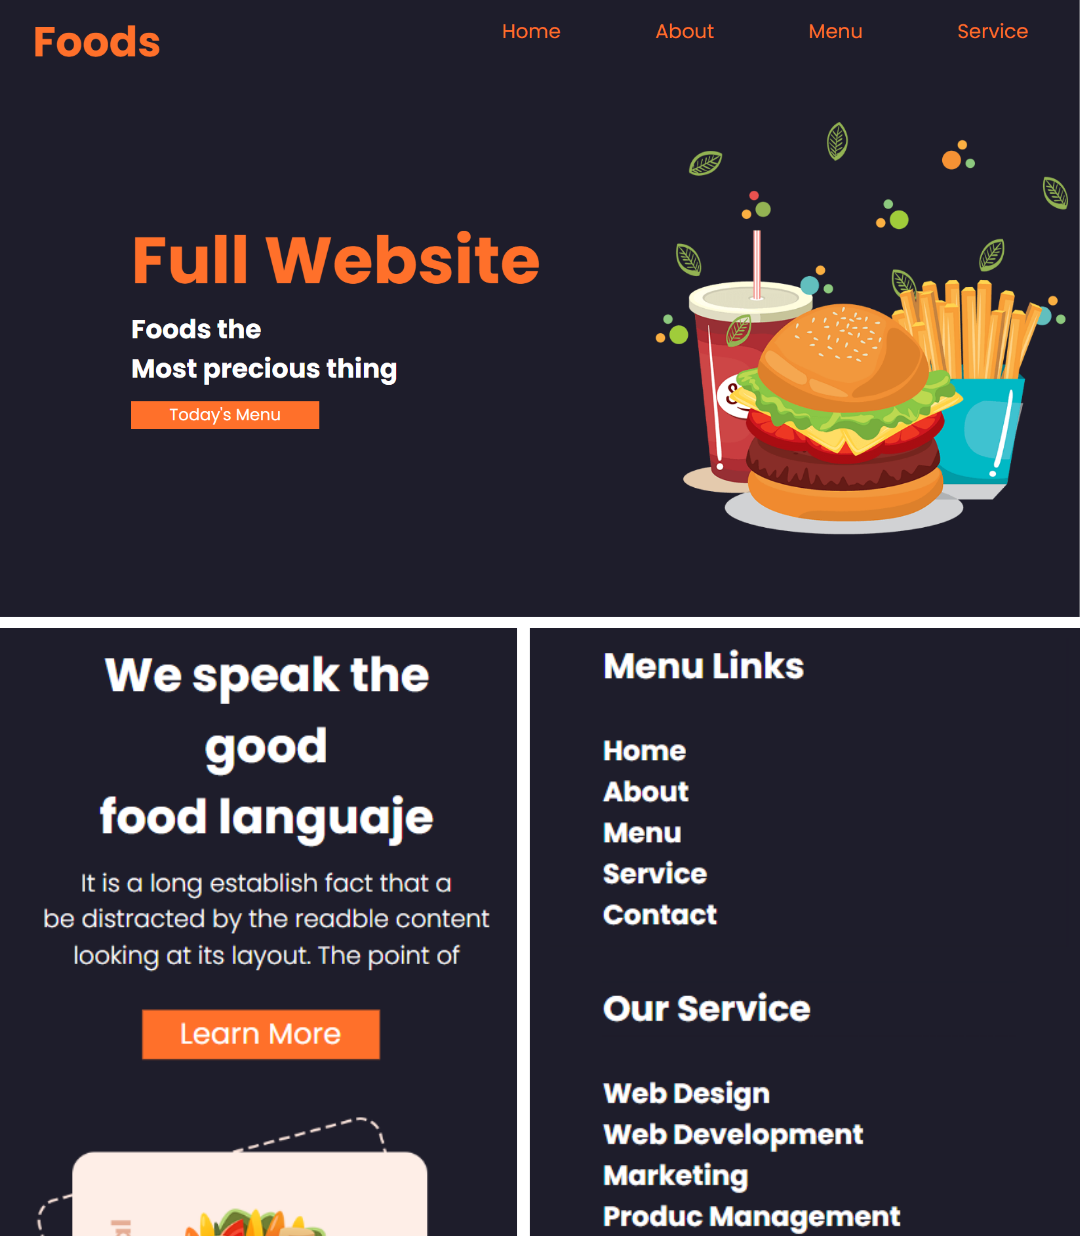 Foods
Home
About
Menu
Service
Full Website
Foods the
Most precious thing
Today's Menu
We speak the
good
food languaje
It is a long establish fact that a
be distracted by the readble content
looking at its layout. The point of
Learn More
Menu Links
Home
About
Menu
Service
Contact
Our Service
Web Design
Web Development
Marketing
Produc Management